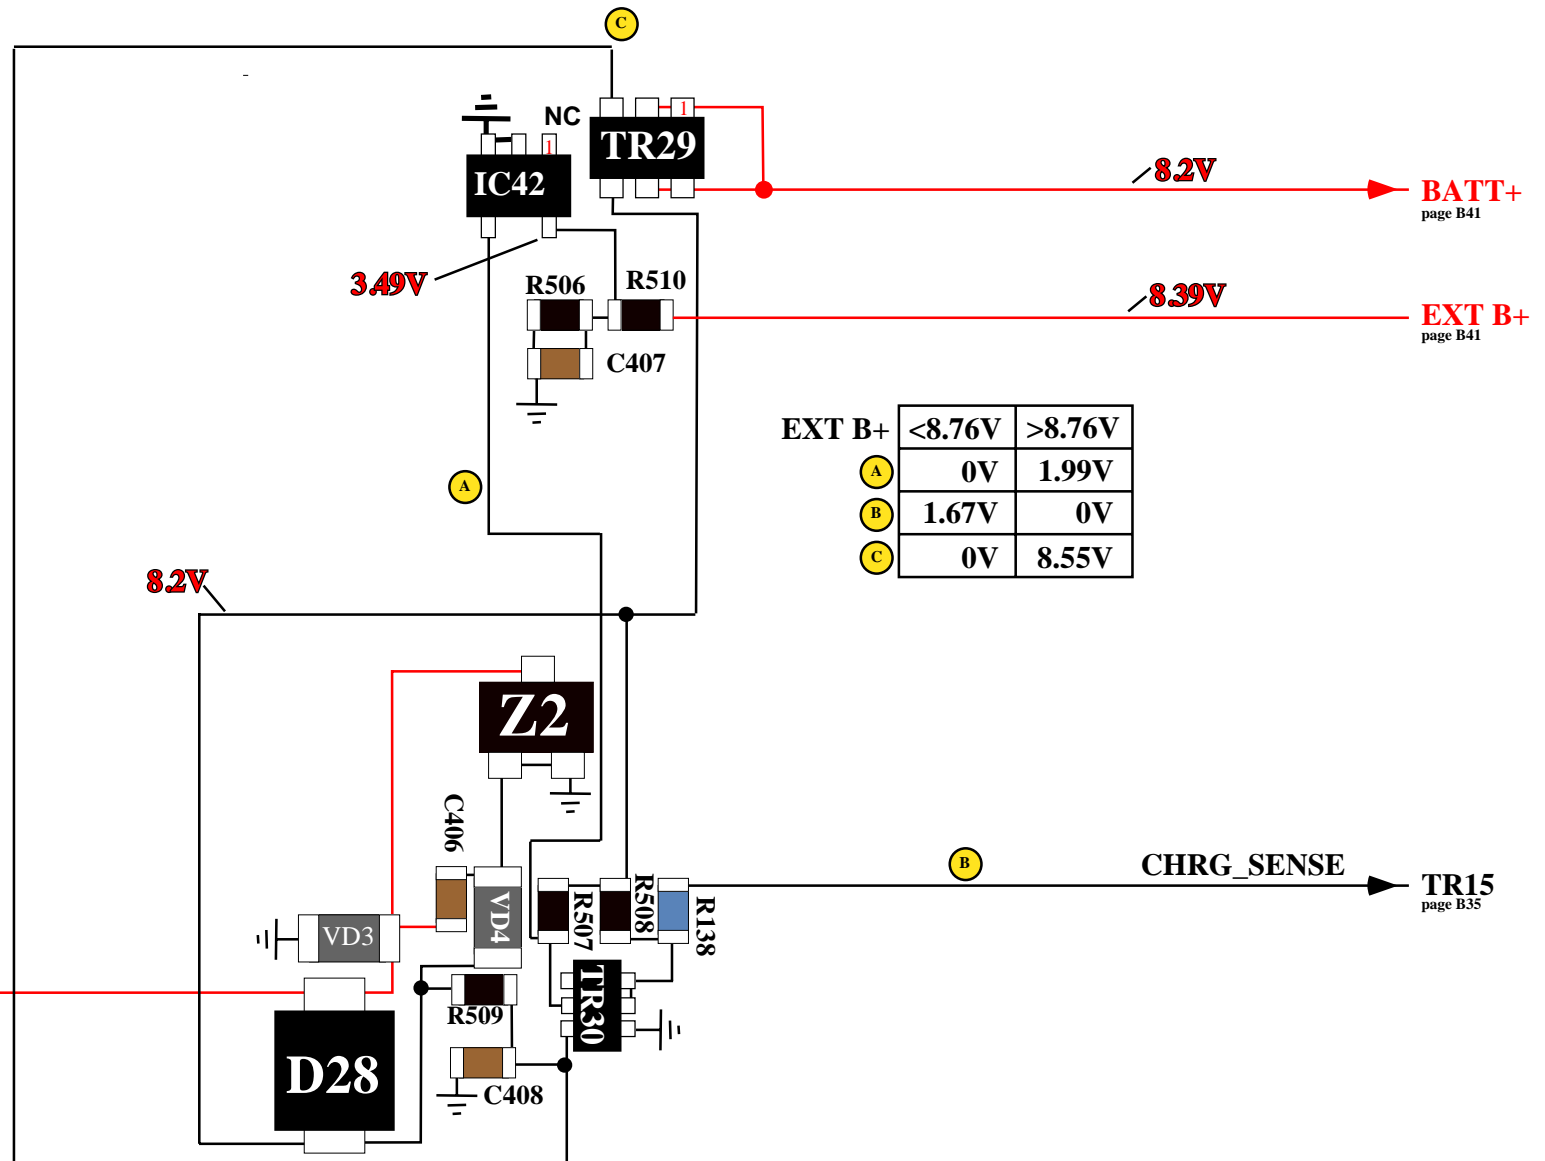 C
NC
1
1
TR29
IC42
8.2V
BATT+
page B41
3.49V
R506
R510
8.39V
EXT B+
page B41
C407
EXT B+ <8.76V >8.76V
A 0V 1.99V
B 1.67V 0V
C 0V 8.55V
A
8.2V
Z2
C406
B
CHRG_SENSE
TR15
page B35
VD3
VD4
R507
R508
R138
TR30
R509
D28
C408